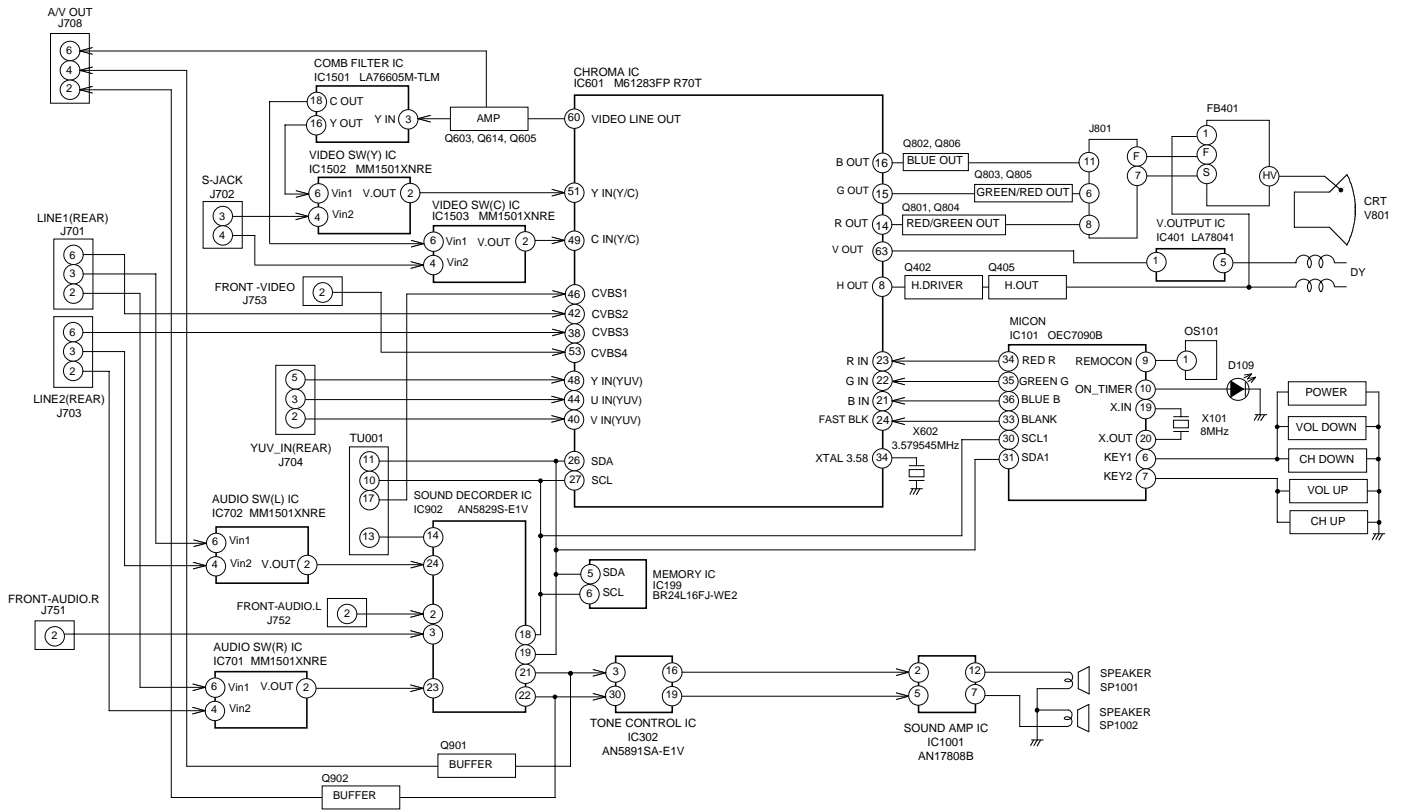 A/V OUT
J708
6
4
2
COMB FILTER IC
IC1501 LA76605M-TLM
18 C OUT
16 Y OUT
Y IN 3
AMP
Q603, Q614, Q605
VIDEO SW(Y) IC
IC1502 MM1501XNRE
6 Vin1 V.OUT 2
4 Vin2
S-JACK
J702
3
4
VIDEO SW(C) IC
IC1503 MM1501XNRE
6 Vin1 V.OUT 2
4 Vin2
LINE1(REAR)
J701
6
3
2
FRONT -VIDEO
J753
2
6
3
2
LINE2(REAR)
J703
5
3
2
YUV_IN(REAR)
J704
TU001
11
10
17
13
CHROMA IC
IC601 M61283FP R70T
60 VIDEO LINE OUT
51 Y IN(Y/C)
49 C IN(Y/C)
46 CVBS1
42 CVBS2
38 CVBS3
53 CVBS4
48 Y IN(YUV)
44 U IN(YUV)
40 V IN(YUV)
26 SDA
27 SCL
B OUT 16
G OUT 15
R OUT 14
V OUT 63
H OUT 8
R IN 23
G IN 22
B IN 21
FAST BLK 24
XTAL 3.58 34
Q802, Q806
BLUE OUT
Q803, Q805
GREEN/RED OUT
Q801, Q804
RED/GREEN OUT
J801
11
6
8
F
7
FB401
1
F
S
HV
CRT
V801
V.OUTPUT IC
IC401 LA78041
1
5
DY
Q402
H.DRIVER
Q405
H.OUT
MICON
IC101 OEC7090B
34 RED R
35 GREEN G
36 BLUE B
33 BLANK
30 SCL1
31 SDA1
REMOCON 9
ON_TIMER 10
X.IN 19
X.OUT 20
KEY1 6
KEY2 7
OS101
1
D109
X101
8MHz
X602
3.579545MHz
POWER
VOL DOWN
CH DOWN
VOL UP
CH UP
AUDIO SW(L) IC
IC702 MM1501XNRE
6 Vin1
4 Vin2 V.OUT 2
SOUND DECORDER IC
IC902 AN5829S-E1V
14
24
2
3
23
18
19
21
22
FRONT-AUDIO.L
J752
2
FRONT-AUDIO.R
J751
2
AUDIO SW(R) IC
IC701 MM1501XNRE
6 Vin1 V.OUT 2
4 Vin2
5 SDA
6 SCL
MEMORY IC
IC199
BR24L16FJ-WE2
3
30
16
19
TONE CONTROL IC
IC302
AN5891SA-E1V
2
5
12
7
SOUND AMP IC
IC1001
AN17808B
SPEAKER
SP1001
SPEAKER
SP1002
Q901
BUFFER
Q902
BUFFER